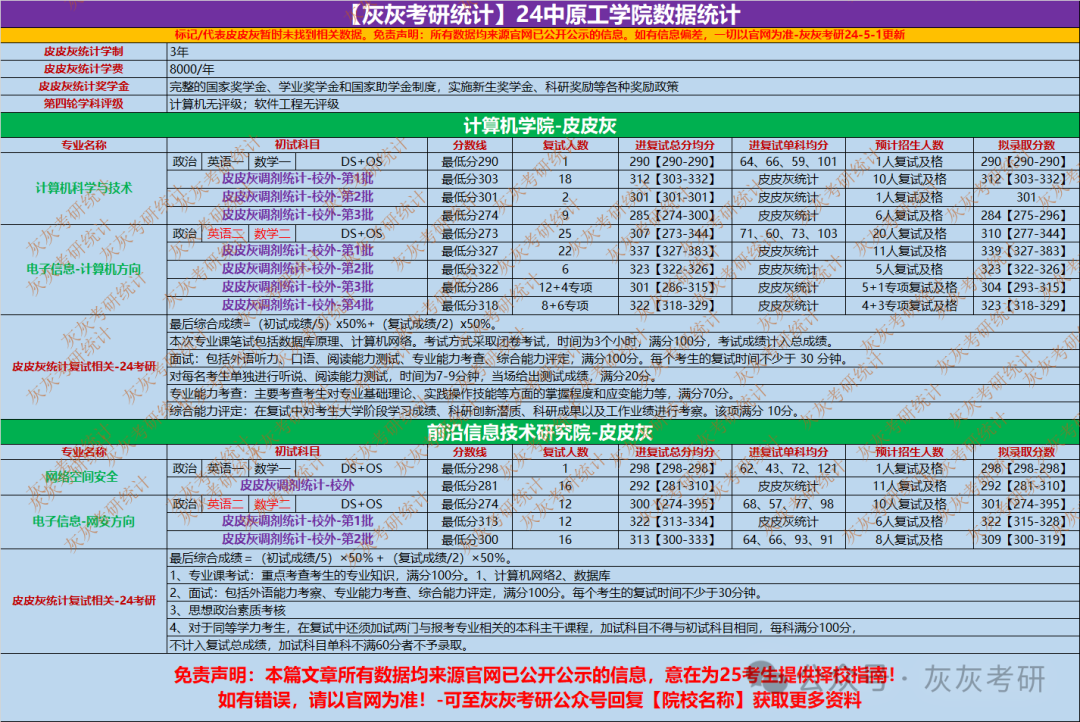 【灰灰考研统计】24中原工学院数据统计
标记/代表皮皮灰暂时未找到相关数据。免责声明：所有数据均来源官网已公开公示的信息。如有信息偏差，一切以官网为准-灰灰考研24-5-1更新
皮皮灰统计学制 3年
皮皮灰统计学费 8000/年
皮皮灰统计奖学金 完整的国家奖学金、学业奖学金和国家助学金制度，实施新生奖学金、科研奖励等各种奖励政策
第四轮学科评级 计算机无评级；软件工程无评级
计算机学院-皮皮灰
专业名称 初试科目 分数线 复试人数 进复试总分均分 进复试单科均分 预计招生人数 拟录取分数
计算机科学与技术 政治 英语一 数学一 DS+OS 最低分290 1 290【290-290】 64、66、59、101 1人复试及格 290【290-290】
皮皮灰调剂统计-校外-第1批 最低分303 18 312【303-332】 皮皮灰统计 10人复试及格 312【303-332】
皮皮灰调剂统计-校外-第2批 最低分301 2 301【301-301】 皮皮灰统计 1人复试及格 301
皮皮灰调剂统计-校外-第3批 最低分274 9 285【274-300】 皮皮灰统计 6人复试及格 284【275-296】
电子信息-计算机方向 政治 英语二 数学二 DS+OS 最低分273 25 307【273-344】 71、60、73、103 20人复试及格 310【277-344】
皮皮灰调剂统计-校外-第1批 最低分327 22 337【327-383】 皮皮灰统计 11人复试及格 339【327-383】
皮皮灰调剂统计-校外-第2批 最低分322 6 323【322-326】 皮皮灰统计 5人复试及格 323【322-326】
皮皮灰调剂统计-校外-第3批 最低分286 12+4专项 301【286-315】 皮皮灰统计 5+1专项复试及格 304【293-315】
皮皮灰调剂统计-校外-第4批 最低分318 8+6专项 322【318-329】 皮皮灰统计 4+3专项复试及格 323【318-329】
皮皮灰统计复试相关-24考研
最后综合成绩=（初试成绩/5）x50%+（复试成绩/2）x50%。
本次专业课笔试包括数据库原理、计算机网络。考试方式采取闭卷考试，时间为3个小时，满分100分，考试成绩计入总成绩。
面试：包括外语听力、口语、阅读能力测试、专业能力考查、综合能力评定，满分100分。每个考生的复试时间不少于 30 分钟。
对每名考生单独进行听说、阅读能力测试，时间为7-9分钟，当场给出测试成绩，满分20分。
专业能力考查：主要考查考生对专业基础理论、实践操作技能等方面的掌握程度和应变能力等，满分70分。
综合能力评定：在复试中对考生大学阶段学习成绩、科研创新潜质、科研成果以及工作业绩进行考察。该项满分 10分。
前沿信息技术研究院-皮皮灰
专业名称 初试科目 分数线 复试人数 进复试总分均分 进复试单科均分 预计招生人数 拟录取分数
网络空间安全 政治 英语一 数学一 DS+OS 最低分298 1 298【298-298】 62、43、72、121 1人复试及格 298【298-298】
皮皮灰调剂统计-校外 最低分281 16 292【281-310】 皮皮灰统计 11人复试及格 292【281-310】
电子信息-网安方向 政治 英语二 数学二 DS+OS 最低分274 12 300【274-395】 68、57、77、98 10人复试及格 301【274-395】
皮皮灰调剂统计-校外-第1批 最低分313 12 322【313-334】 皮皮灰统计 6人复试及格 322【315-328】
皮皮灰调剂统计-校外-第2批 最低分300 16 313【300-333】 64、66、93、91 8人复试及格 309【300-319】
皮皮灰统计复试相关-24考研
最后综合成绩＝（初试成绩/5）×50%＋（复试成绩/2）×50%。
1、专业课考试：重点考查考生的专业知识，满分100分。1、计算机网络2、数据库
2、面试：包括外语能力考察、专业能力考查、综合能力评定，满分100分。每个考生的复试时间不少于30分钟。
3、思想政治素质考核
4、对于同等学力考生，在复试中还须加试两门与报考专业相关的本科主干课程，加试科目不得与初试科目相同，每科满分100分，
不计入复试总成绩，加试科目单科不满60分者不予录取。
免责声明：本篇文章所有数据均来源官网已公开公示的信息，意在为25考生提供择校指南！
如有错误，请以官网为准！-可至灰灰考研公众号回复【院校名称】获取更多资料
公众号·灰灰考研